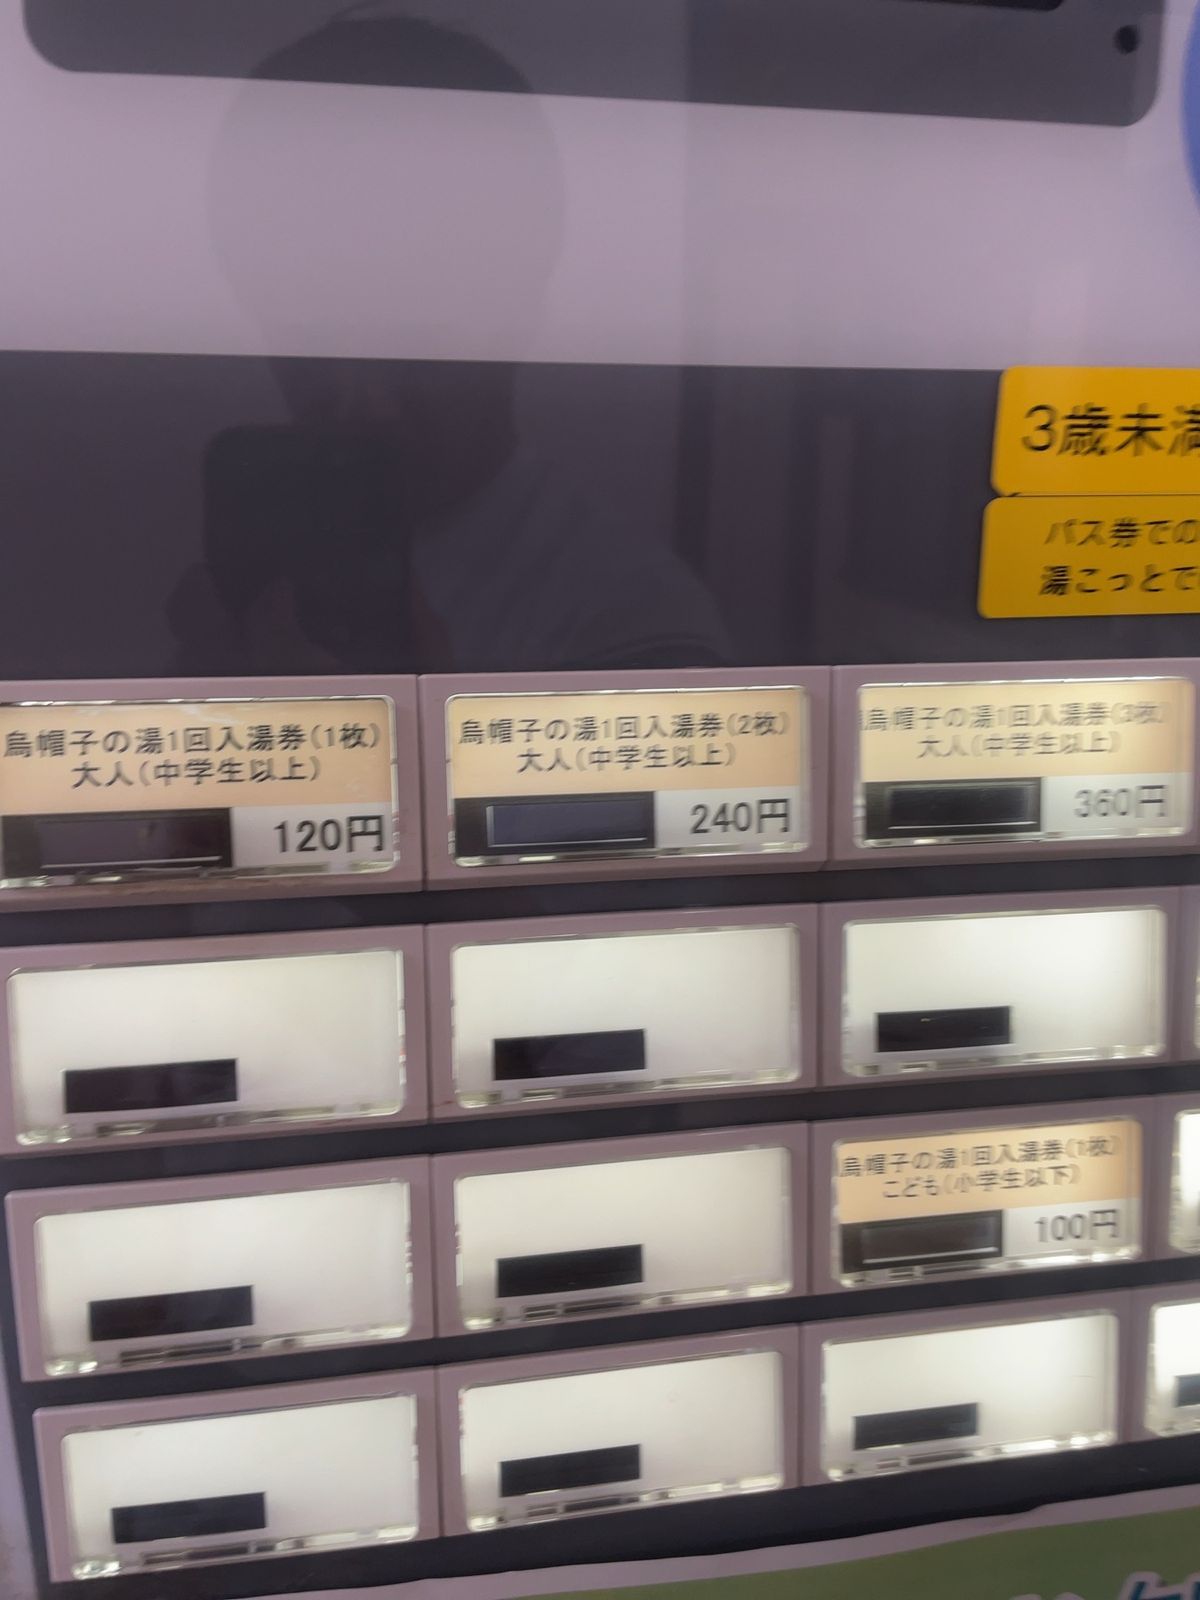 3歳未満
パス券での
湯こっとで
烏帽子の湯1回入湯券(1枚)
大人(中学生以上)
120円
烏帽子の湯1回入湯券(2枚)
大人(中学生以上)
240円
烏帽子の湯1回入湯券(3枚)
大人(中学生以上)
360円
烏帽子の湯1回入湯券(1枚)
こども(小学生以下)
100円